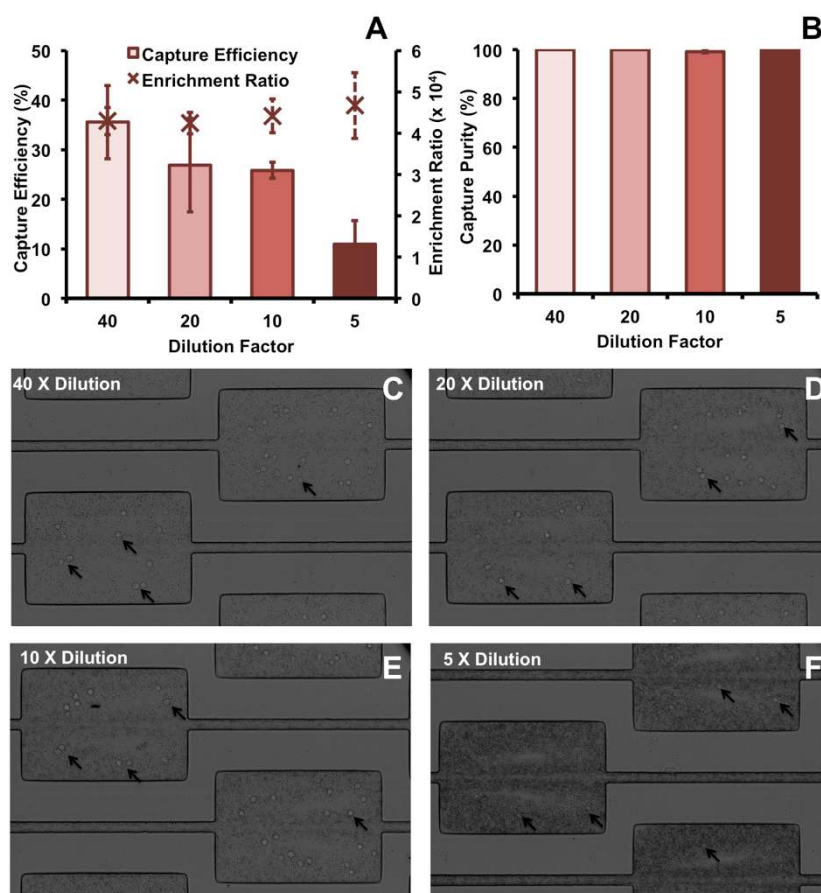 A
Capture Efficiency
Enrichment Ratio
Capture Efficiency (%)
50
40
30
20
10
0
Enrichment Ratio (x 10⁴)
6
5
4
3
2
1
0
40 20 10 5
Dilution Factor
B
Capture Purity (%)
100
80
60
40
20
0
40 20 10 5
Dilution Factor
40 X Dilution
C
20 X Dilution
D
10 X Dilution
E
5 X Dilution
F